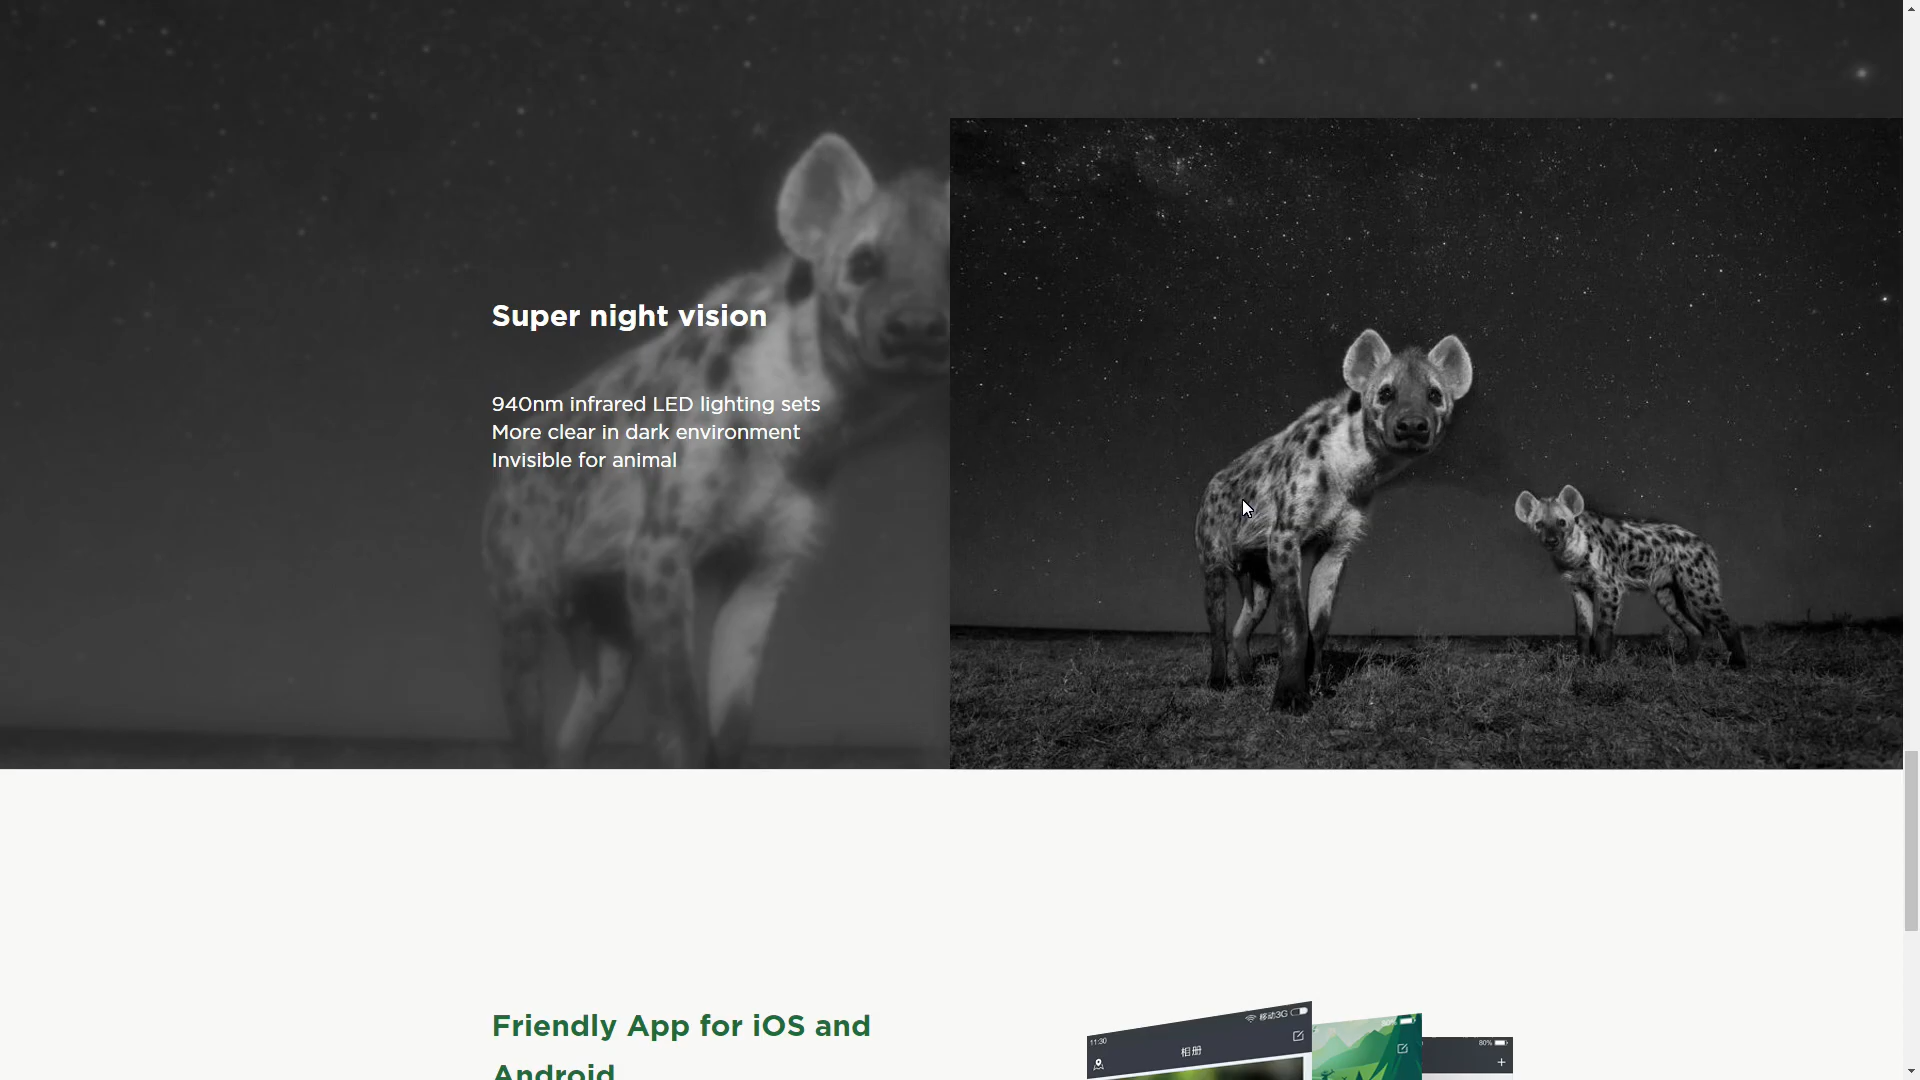 Super night vision
940nm infrared LED lighting sets
More clear in dark environment
Invisible for animal
Friendly App for iOS and
Android
移动3G
11:30
相册
80%